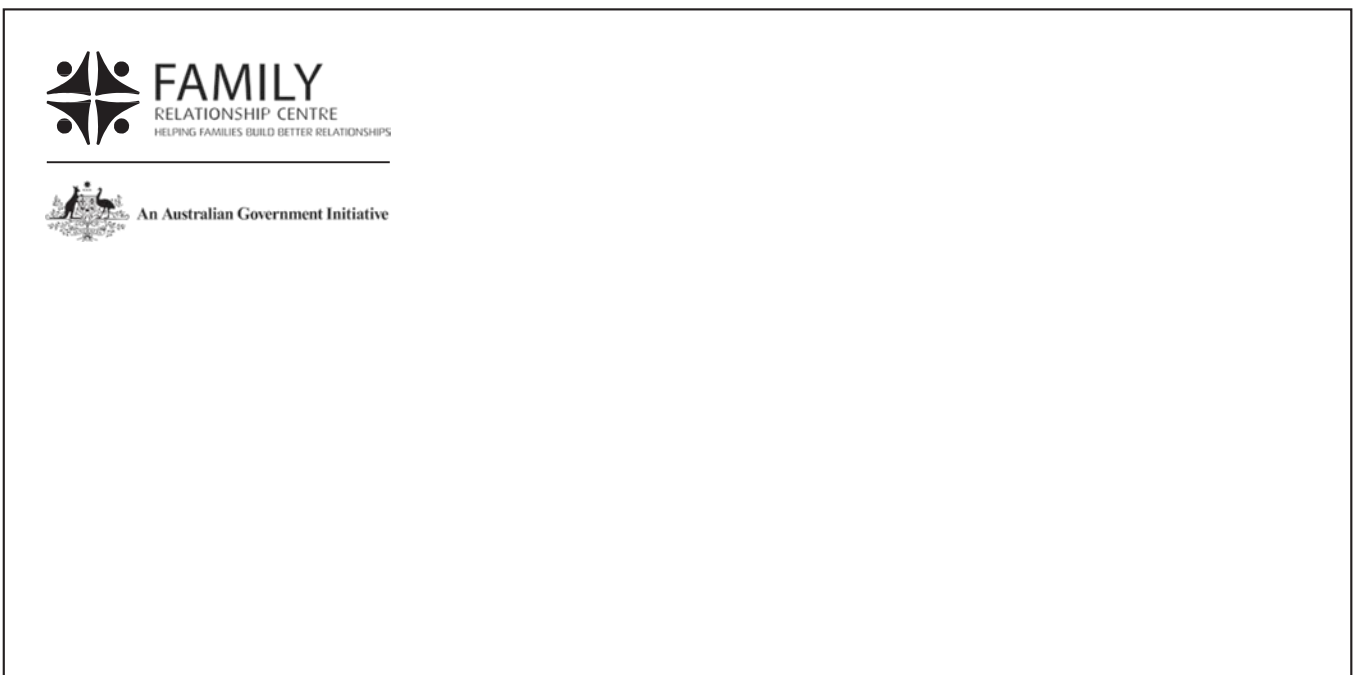 FAMILY
RELATIONSHIP CENTRE
HELPING FAMILIES BUILD BETTER RELATIONSHIPS
An Australian Government Initiative